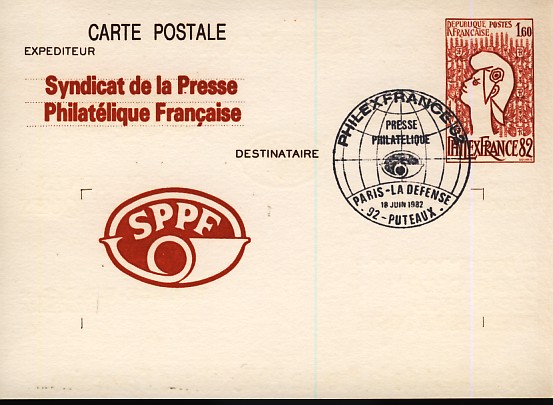 CARTE POSTALE
EXPEDITEUR
Syndicat de la Presse
Philatélique Française
DESTINATAIRE
REPUBLIQUE POSTES
FRANCAISE 1,60
PHILEXFRANCE 82
PHILEXFRANCE'82
PRESSE
PHILATELIQUE
PARIS-LA DEFENSE
18 JUIN 1982
· 92-PUTEAUX ·
SPPF